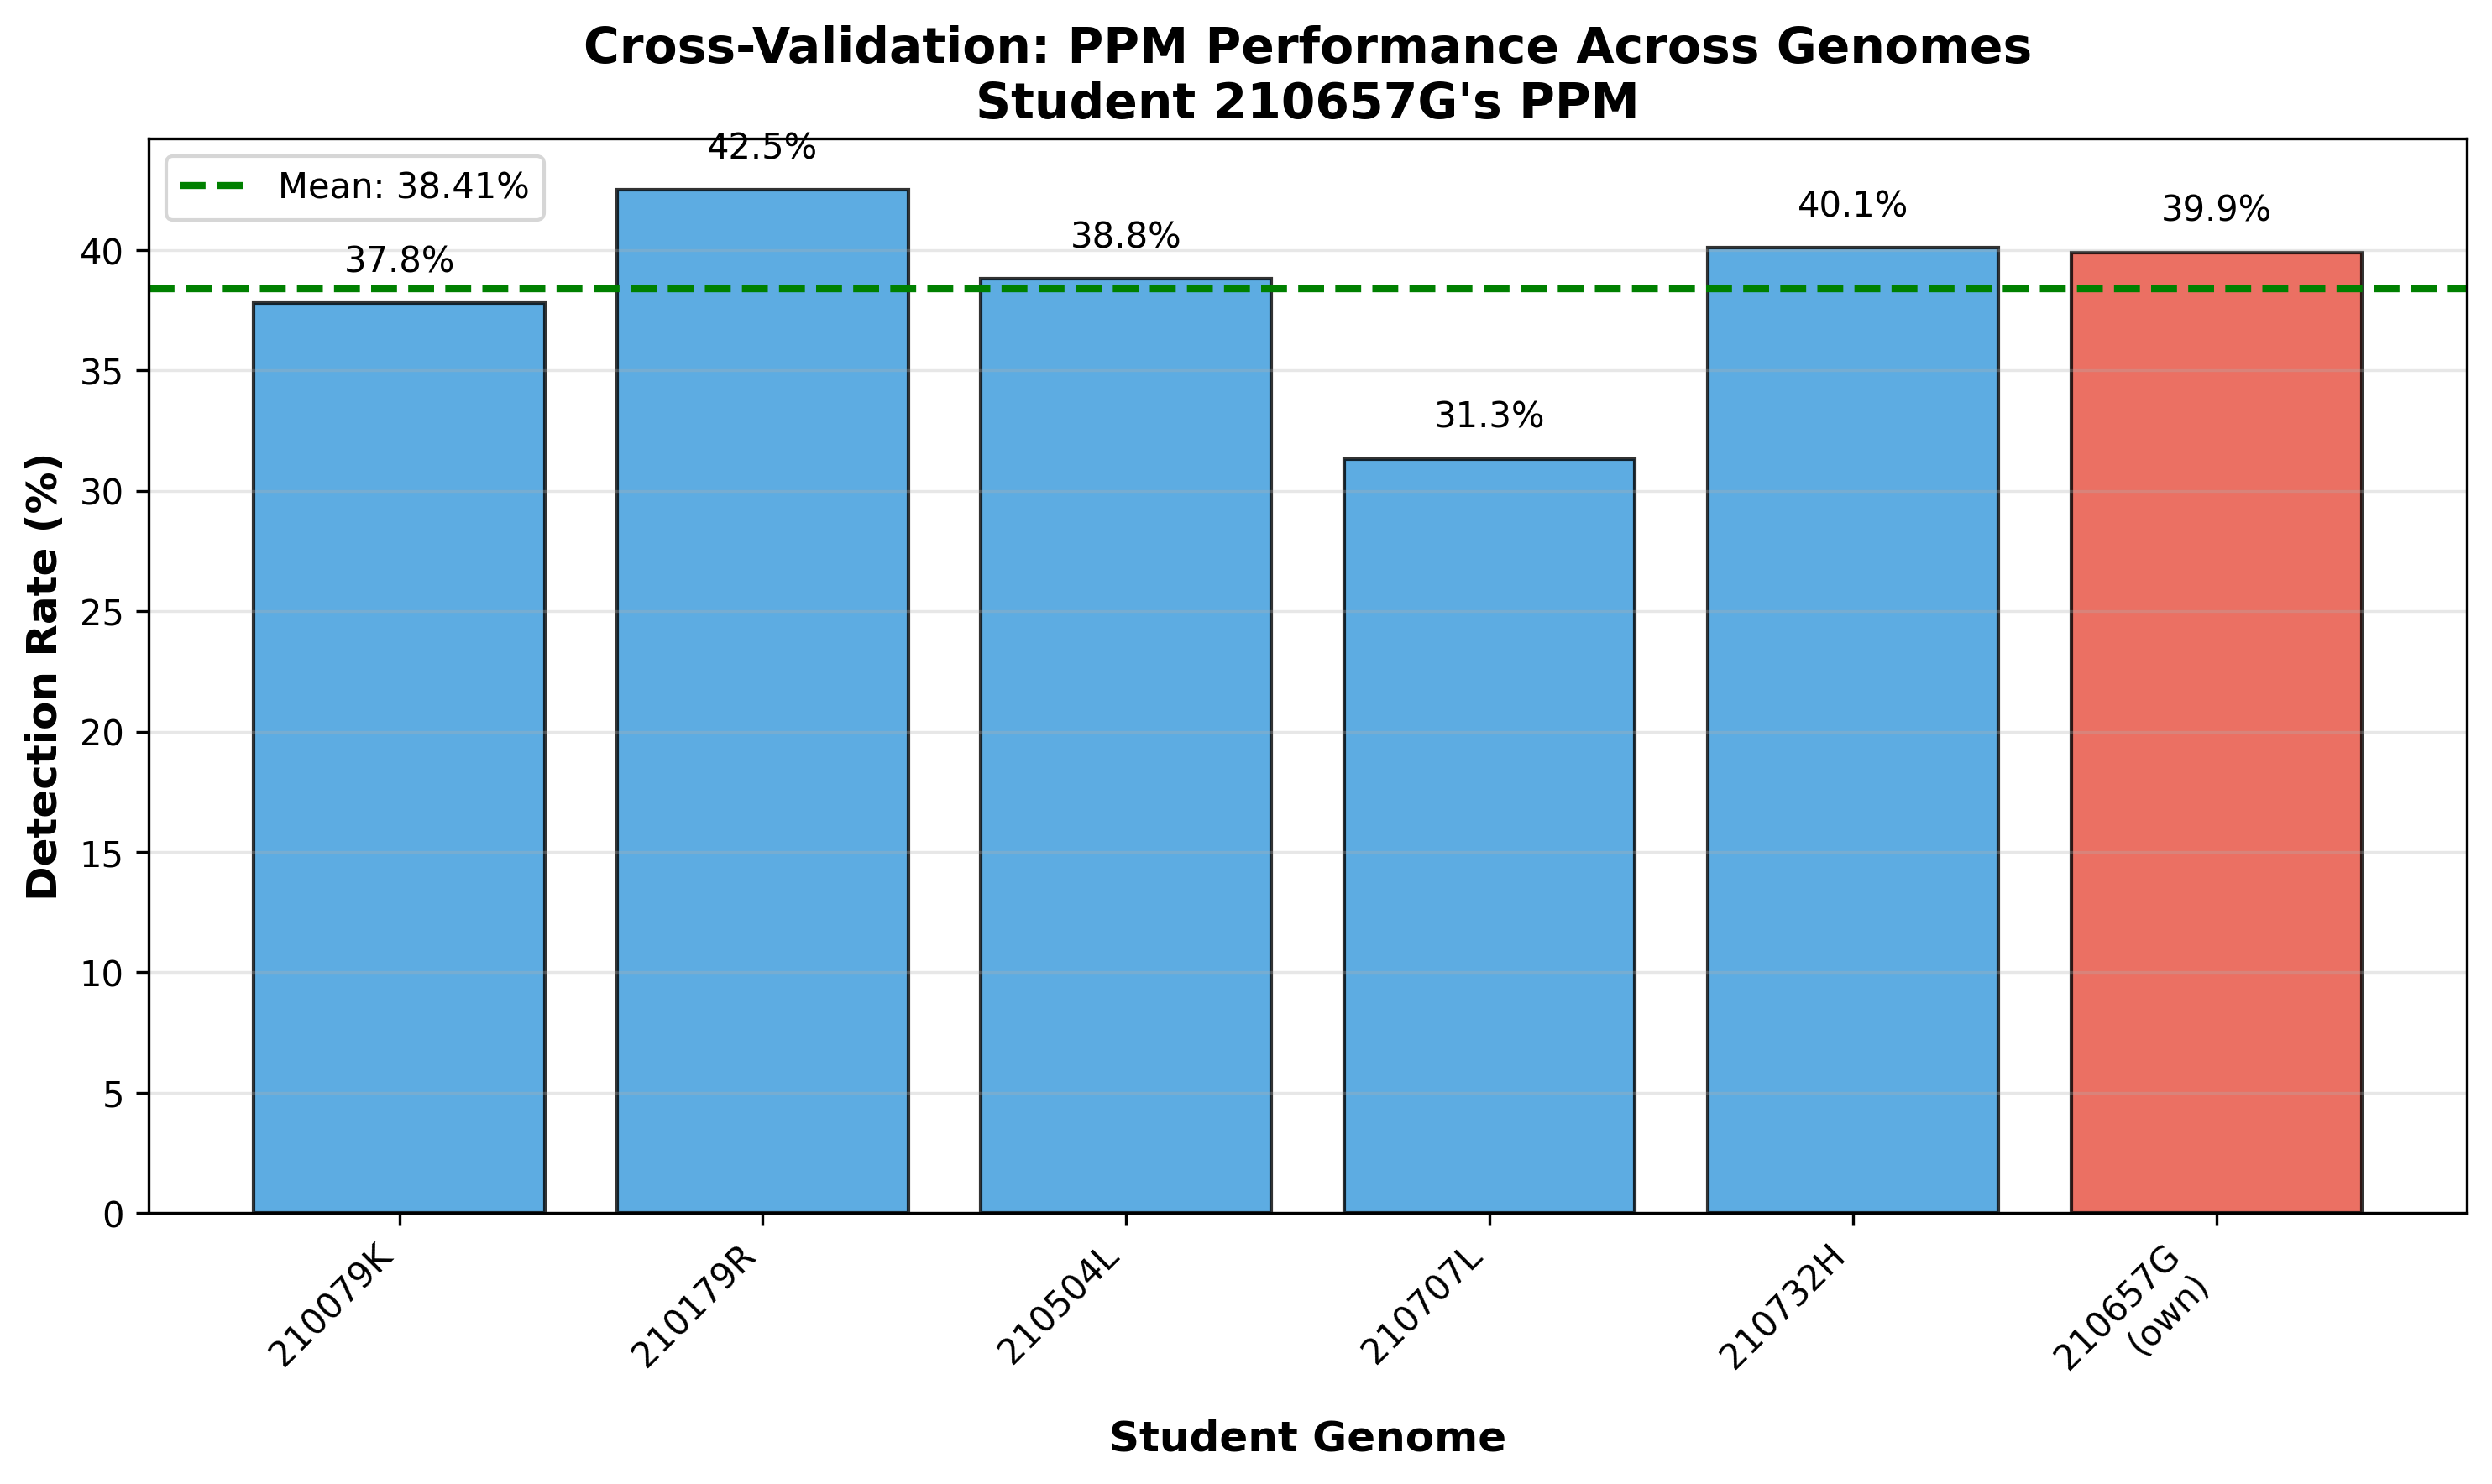 Cross-Validation: PPM Performance Across Genomes
Student 210657G's PPM
Mean: 38.41%
37.8%
42.5%
38.8%
31.3%
40.1%
39.9%
Detection Rate (%)
40
35
30
25
20
15
10
5
0
210079K
210179R
210504L
210707L
210732H
210657G
(own)
Student Genome